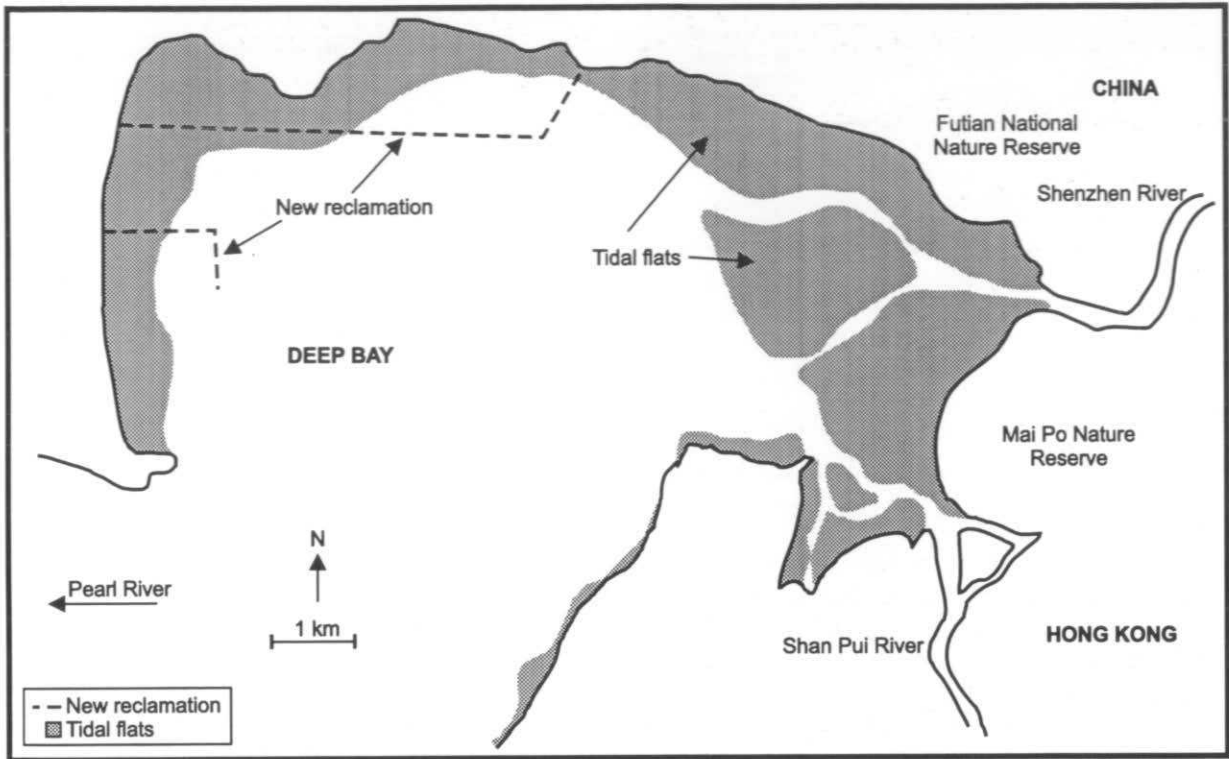 CHINA
Futian National
Nature Reserve
Shenzhen River
New reclamation
Tidal flats
DEEP BAY
Mai Po Nature
Reserve
N
Pearl River
1 km
Shan Pui River
HONG KONG
New reclamation
Tidal flats